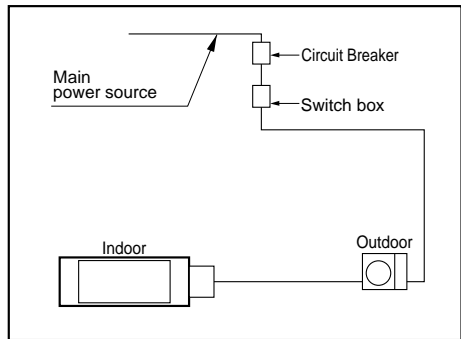 Circuit Breaker
Main
power source
Switch box
Indoor
Outdoor